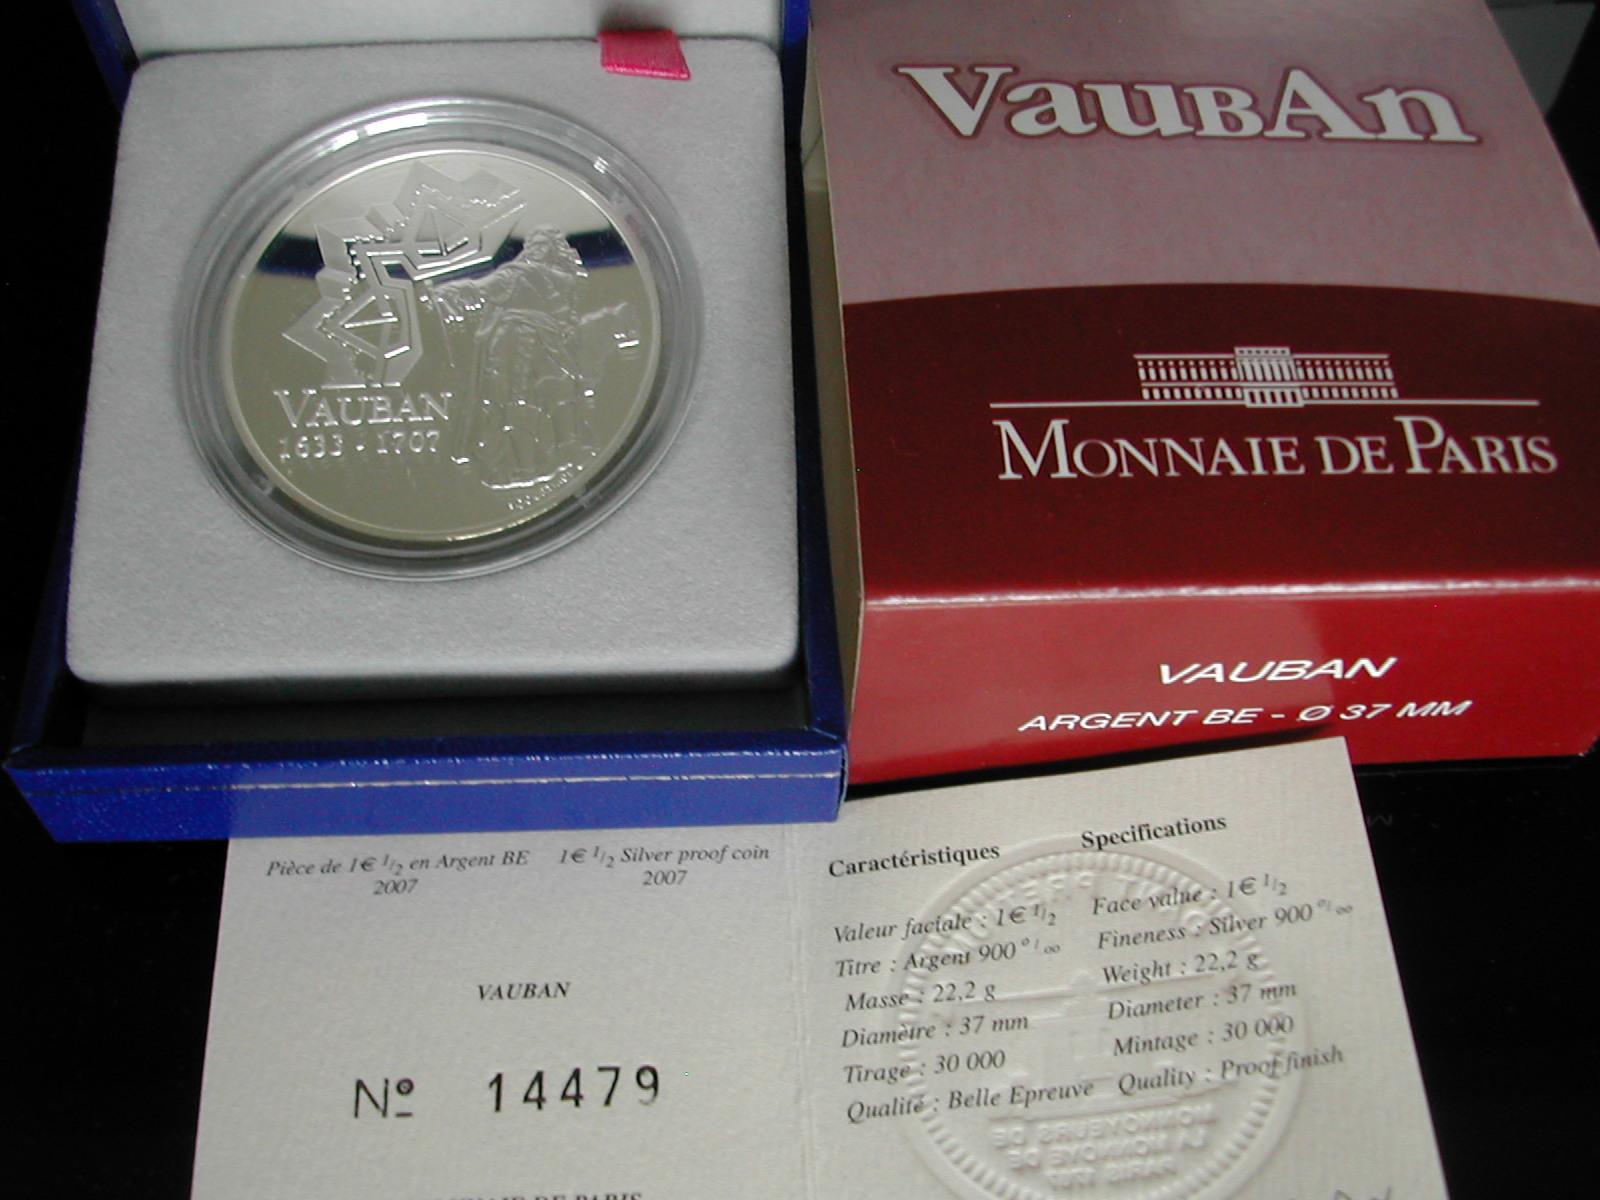 VAUBAN
1633 - 1707
VauBAn
MONNAIE DE PARIS
VAUBAN
ARGENT BE - Ø 37 MM
Pièce de 1€ 1/2 en Argent BE
2007
1€ 1/2 Silver proof coin
2007
VAUBAN
Nº 14479
Caractéristiques
Valeur faciale : 1€ 1/2
Titre : Argent 900 °/oo
Masse : 22,2 g
Diamètre : 37 mm
Tirage : 30 000
Qualité : Belle Epreuve
Specifications
Face value : 1€ 1/2
Fineness : Silver 900 °/oo
Weight : 22,2 g
Diameter : 37 mm
Mintage : 30 000
Quality : Proof finish